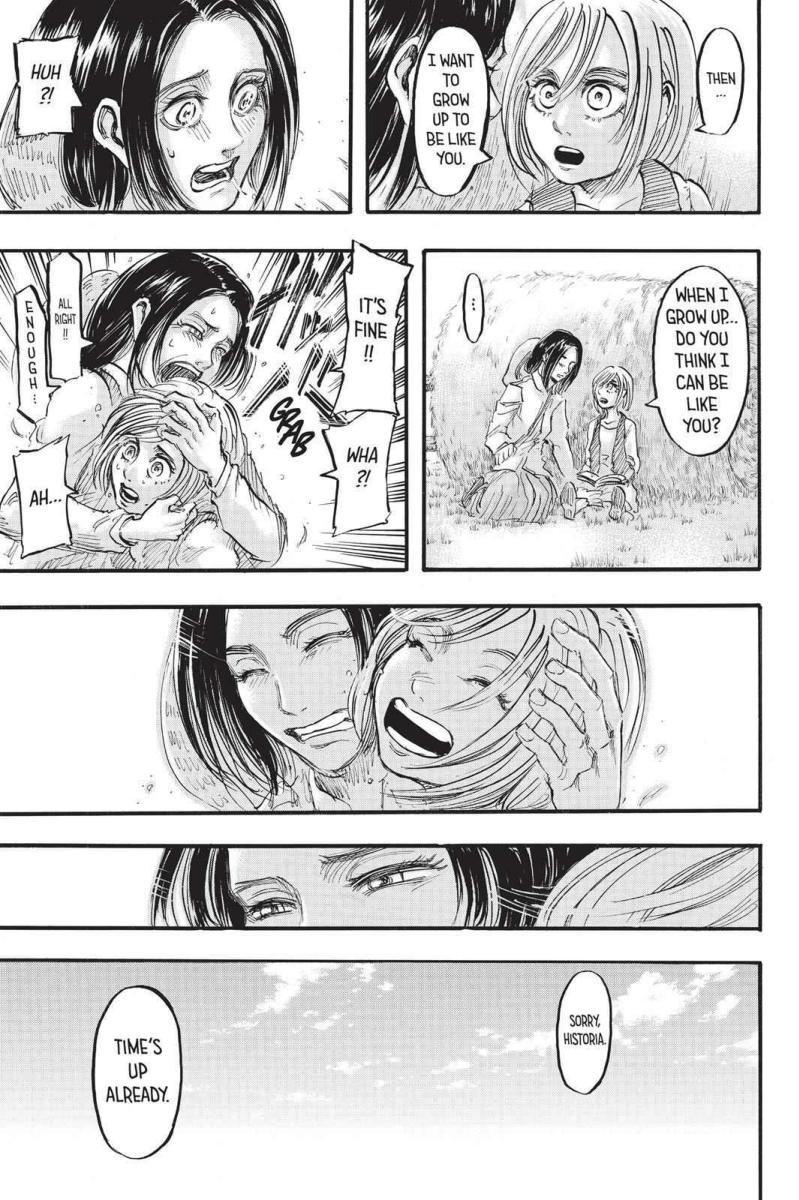 THEN
...
I WANT
TO
GROW
UP TO
BE LIKE
YOU.
HUH
?!
WHEN I
GROW UP...
DO YOU
THINK I
CAN BE
LIKE
YOU?
...
IT'S
FINE
!!
WHA
?!
ALL
RIGHT
!!
ENOUGH...
AH...
SORRY,
HISTORIA.
TIME'S
UP
ALREADY.